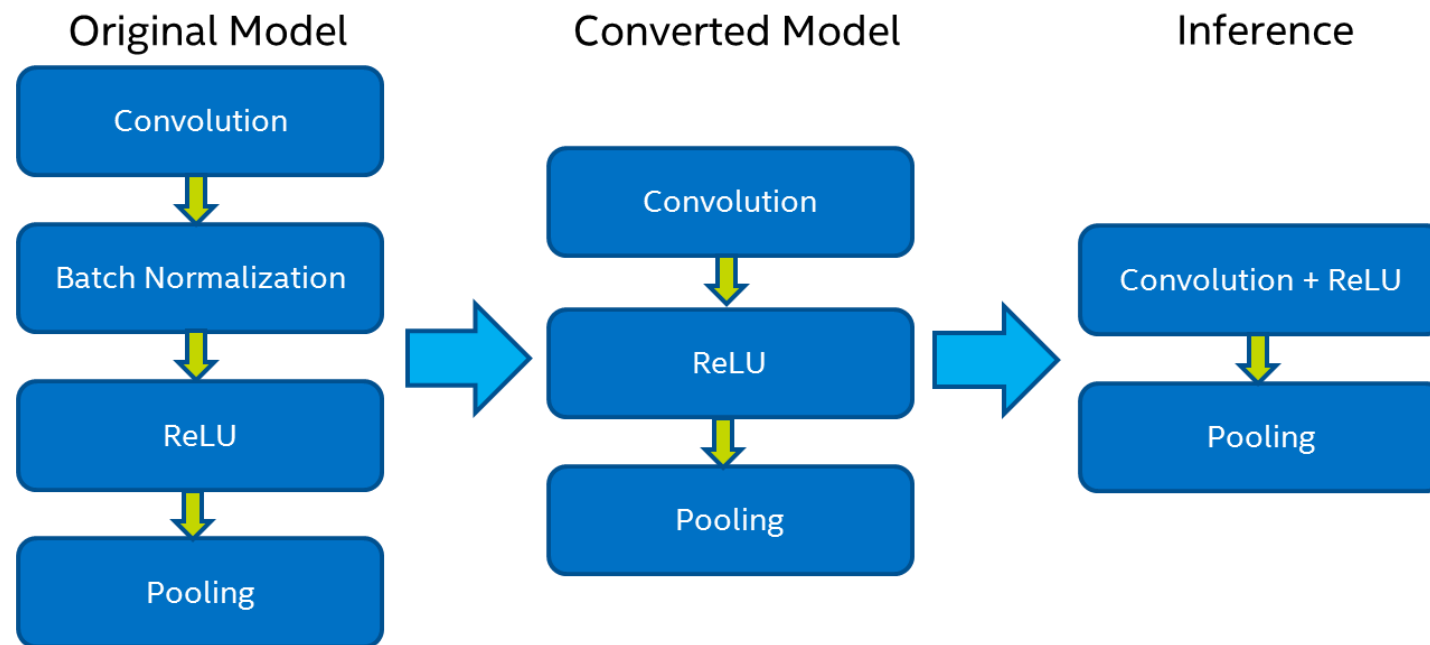 Original Model
Convolution
Batch Normalization
ReLU
Pooling
Converted Model
Convolution
ReLU
Pooling
Inference
Convolution + ReLU
Pooling